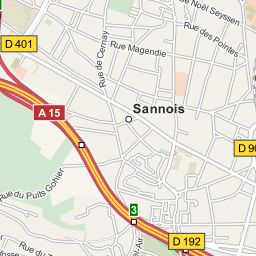 Rue Noël Seyssen
D 401
Rue Magendie
Rue des Pointes
Rue de Cernay
A 15
Sannois
D 90
Rue du Puits Gohier
3
D 192